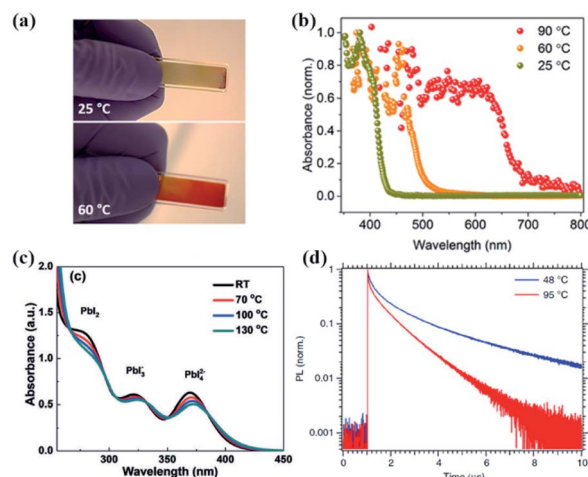 (a)
25 °C
60 °C
(b)
Absorbance (norm.)
1.0
0.8
0.6
0.4
0.2
0.0
90 °C
60 °C
25 °C
400 500 600 700 800
Wavelength (nm)
(c)
(c)
Absorbance (a.u.)
2.0
1.5
1.0
0.5
0.0
RT
70 °C
100 °C
130 °C
PbI₂
PbI₃⁻
PbI₄²⁻
300 350 400 450
Wavelength (nm)
(d)
PL (norm.)
1
0.1
0.01
0.001
48 °C
95 °C
0 2 4 6 8 10
Time (µs)